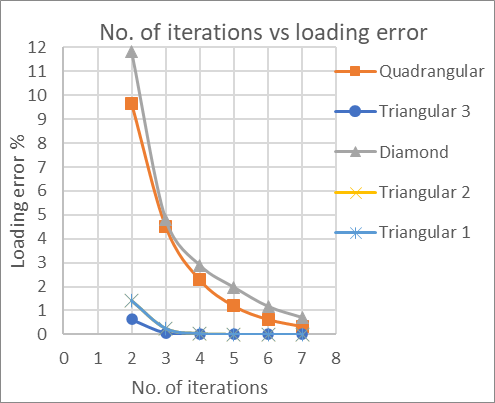 No. of iterations vs loading error
12
11
10
9
8
7
6
5
4
3
2
1
0
Loading error %
0 1 2 3 4 5 6 7 8
No. of iterations
Quadrangular
Triangular 3
Diamond
Triangular 2
Triangular 1